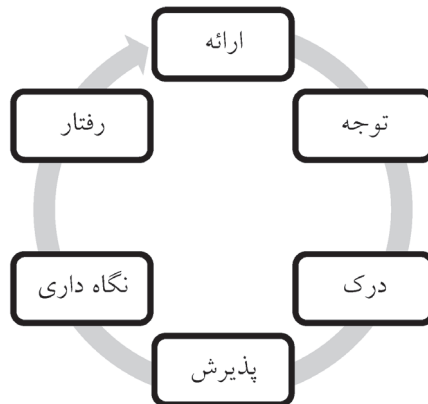 ارائه
توجه
درک
پذیرش
نگاه داری
رفتار